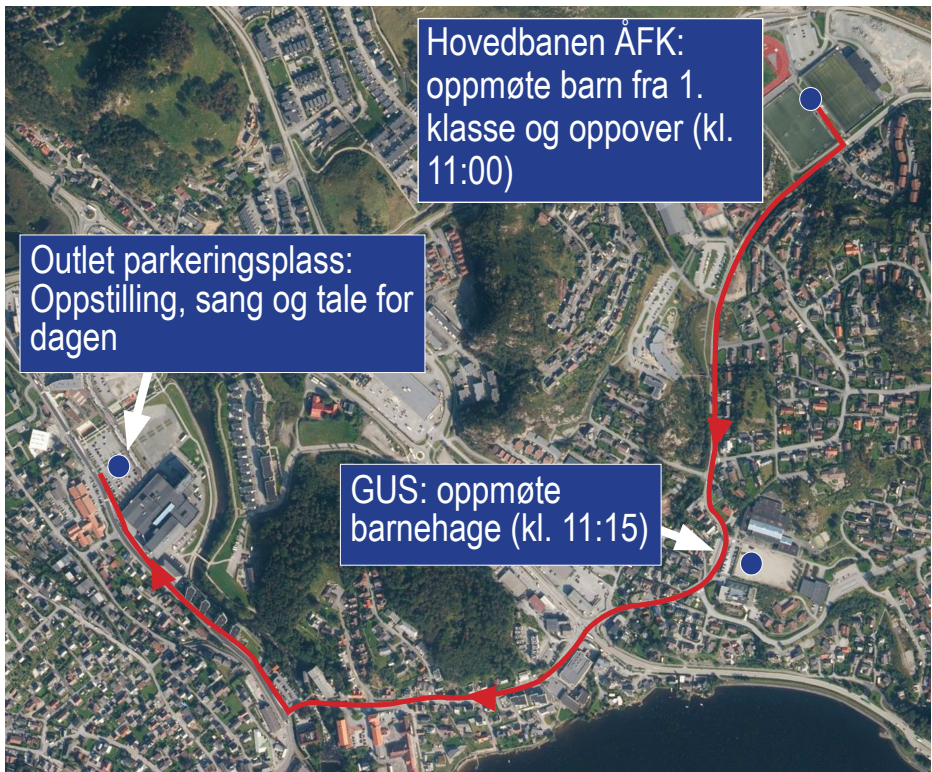 Hovedbanen ÅFK:
oppmøte barn fra 1.
klasse og oppover (kl.
11:00)
Outlet parkeringsplass:
Oppstilling, sang og tale for
dagen
GUS: oppmøte
barnehage (kl. 11:15)